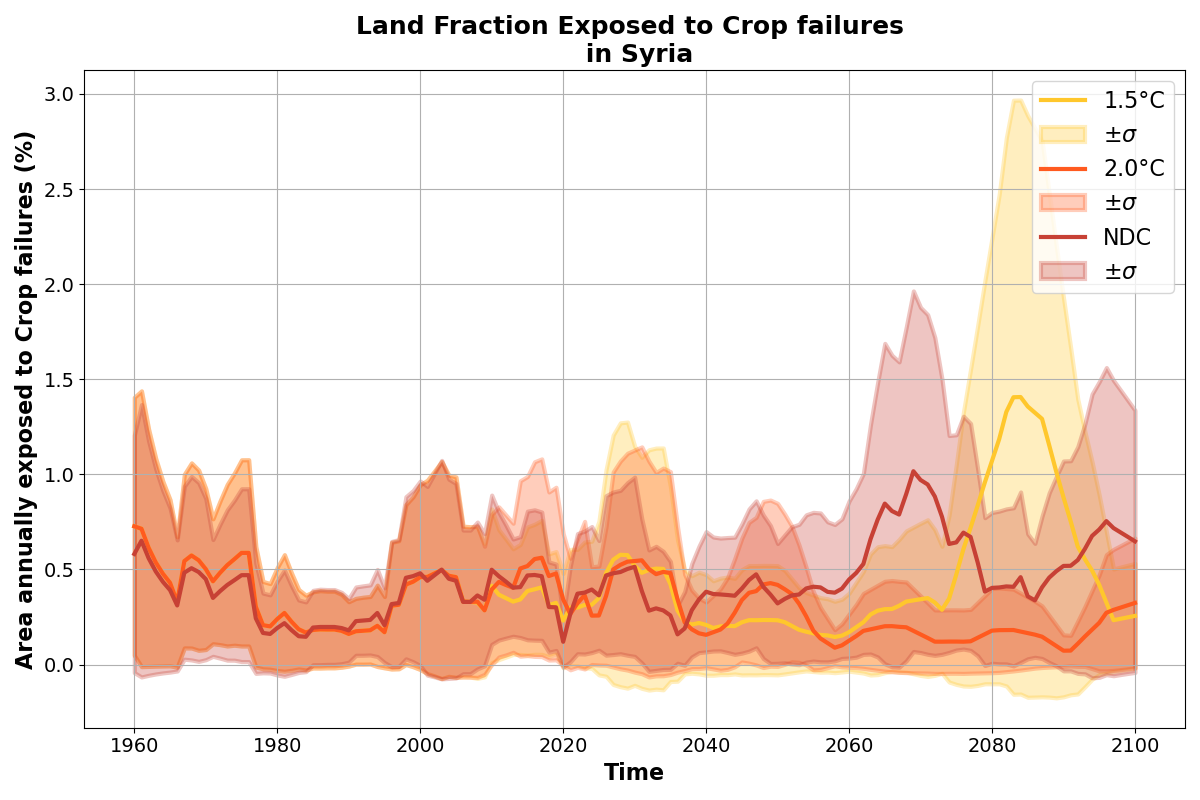 Land Fraction Exposed to Crop failures
in Syria
Area annually exposed to Crop failures (%)
3.0
2.5
2.0
1.5
1.0
0.5
0.0
1960 1980 2000 2020 2040 2060 2080 2100
Time
1.5°C
±σ
2.0°C
±σ
NDC
±σ